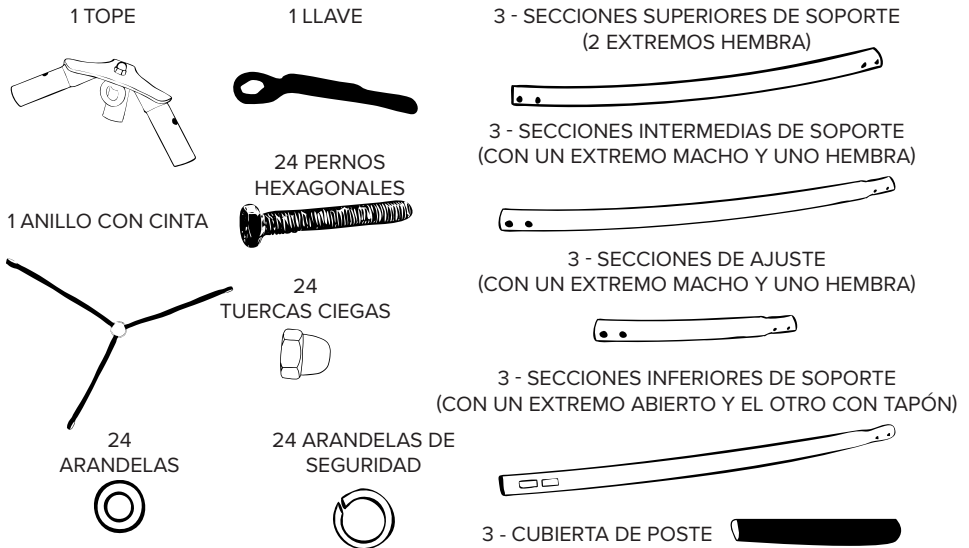 1 TOPE
1 LLAVE
24 PERNOS
HEXAGONALES
1 ANILLO CON CINTA
24
TUERCAS CIEGAS
24
ARANDELAS
24 ARANDELAS DE
SEGURIDAD
3 - SECCIONES SUPERIORES DE SOPORTE
(2 EXTREMOS HEMBRA)
3 - SECCIONES INTERMEDIAS DE SOPORTE
(CON UN EXTREMO MACHO Y UNO HEMBRA)
3 - SECCIONES DE AJUSTE
(CON UN EXTREMO MACHO Y UNO HEMBRA)
3 - SECCIONES INFERIORES DE SOPORTE
(CON UN EXTREMO ABIERTO Y EL OTRO CON TAPÓN)
3 - CUBIERTA DE POSTE